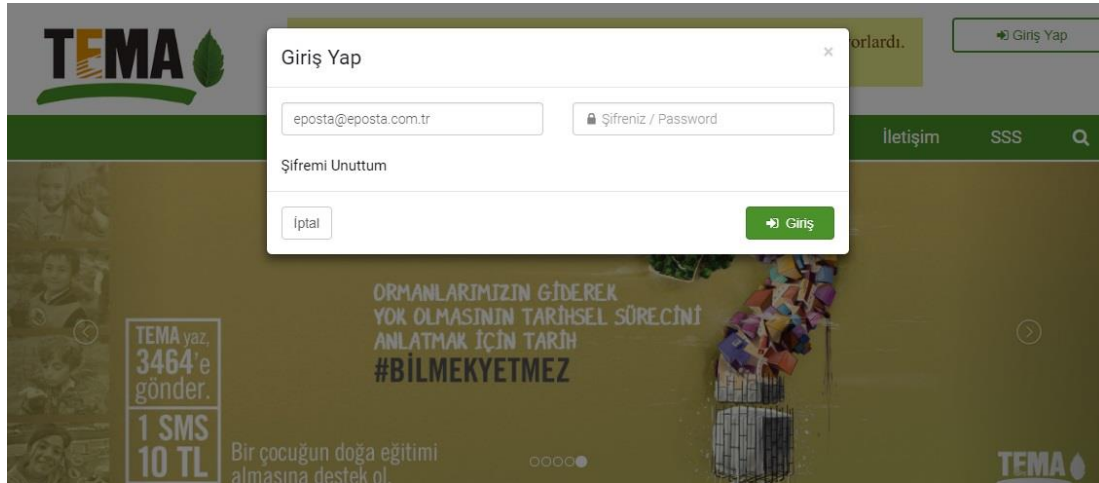 TEMA
orlardı.
Giriş Yap
Giriş Yap
×
eposta@eposta.com.tr
Şifreniz / Password
Şifremi Unuttum
İptal
Giriş
İletişim
SSS
ORMANLARIMIZIN GİDEREK
YOK OLMASININ TARİHSEL SÜRECİNİ
ANLATMAK İÇİN TARİH
#BİLMEKYETMEZ
TEMA yaz,
3464'e
gönder.
1 SMS
10 TL
Bir çocuğun doğa eğitimi
almasına destek ol.
TEMA